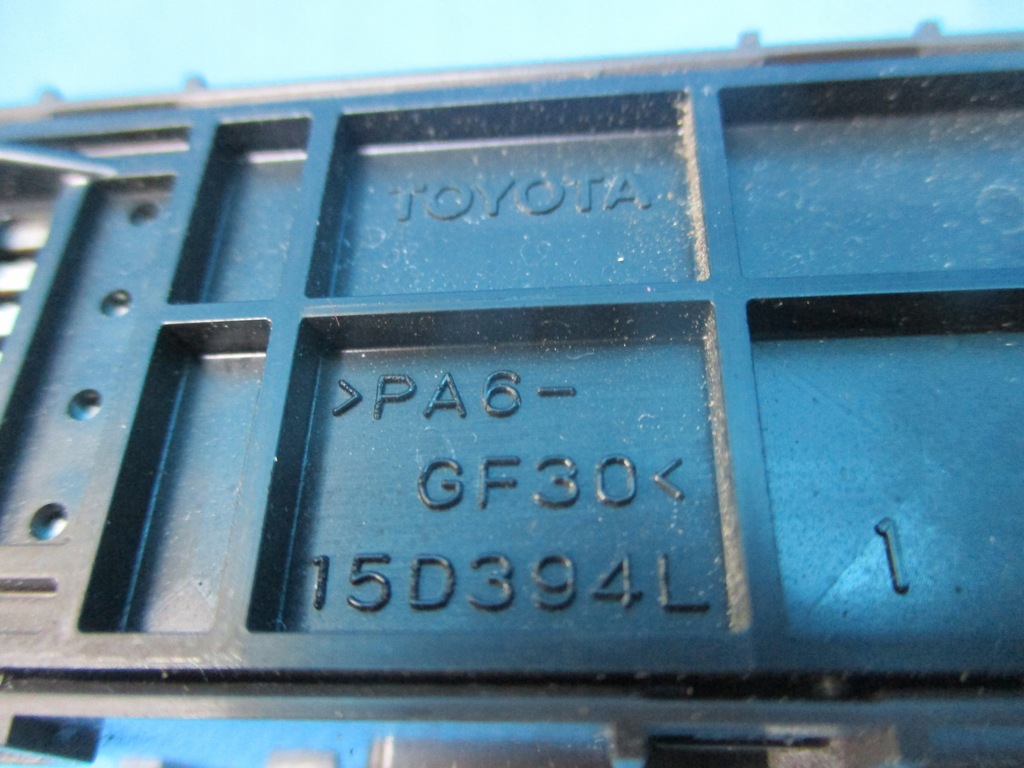 TOYOTA
>PA6-
GF30<
15D394L
1